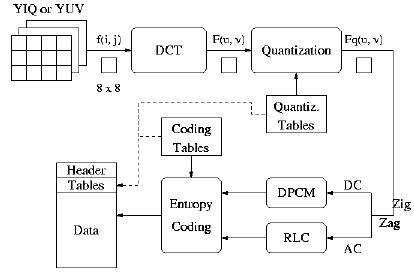 YIQ or YUV
f(i, j)
8 x 8
DCT
F(u, v)
Quantization
Fq(u, v)
Quantiz.
Tables
Coding
Tables
Header
Tables
Data
Entropy
Coding
DPCM
DC
RLC
AC
Zig
Zag